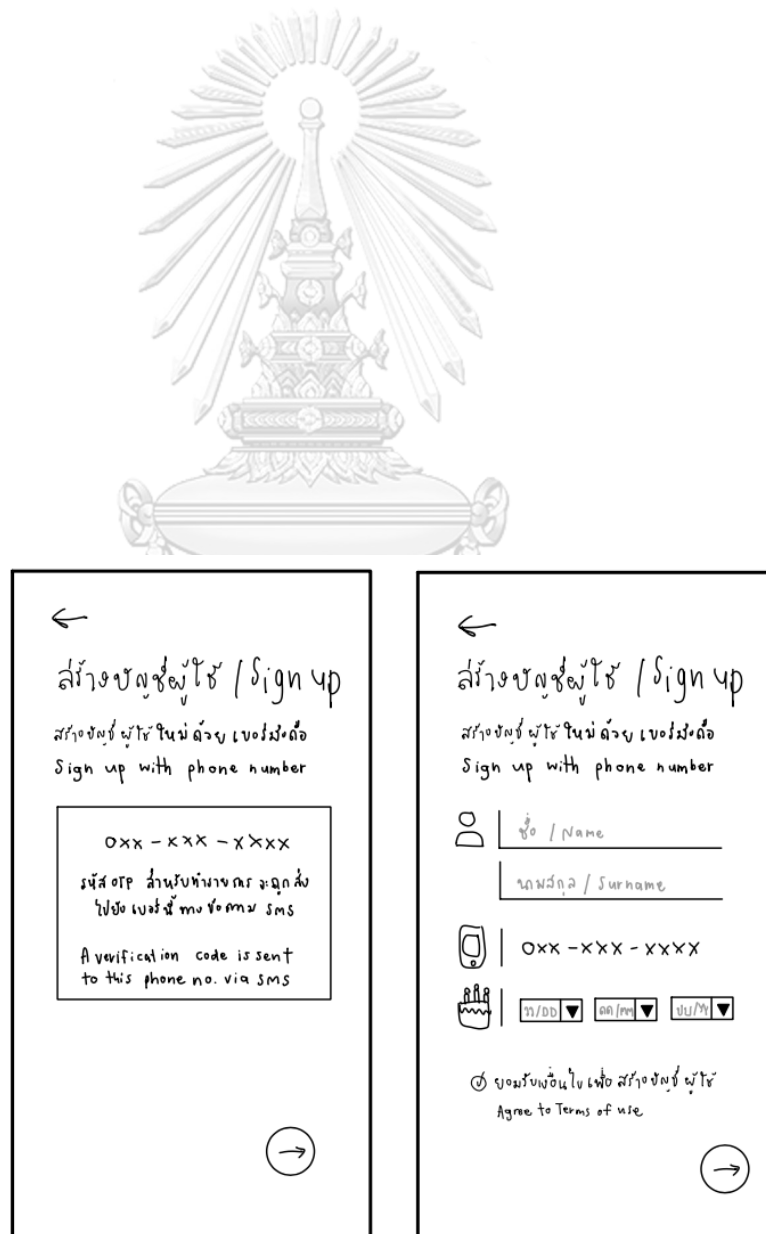 สร้างบัญชีผู้ใช้ / Sign up
สร้างบัญชีผู้ใช้ใหม่ด้วยเบอร์มือถือ
Sign up with phone number
0xx - xxx - xxxx
รหัส OTP สำหรับทำรายการ จะถูกส่ง
ไปยังเบอร์นี้ทางข้อความ SMS
A verification code is sent
to this phone no. via SMS
สร้างบัญชีผู้ใช้ / Sign up
สร้างบัญชีผู้ใช้ใหม่ด้วยเบอร์มือถือ
Sign up with phone number
ชื่อ / Name
นามสกุล / Surname
0xx - xxx - xxxx
วว/DD ดด/MM ปป/YY
ยอมรับเงื่อนไขเพื่อสร้างบัญชีผู้ใช้
Agree to Terms of use